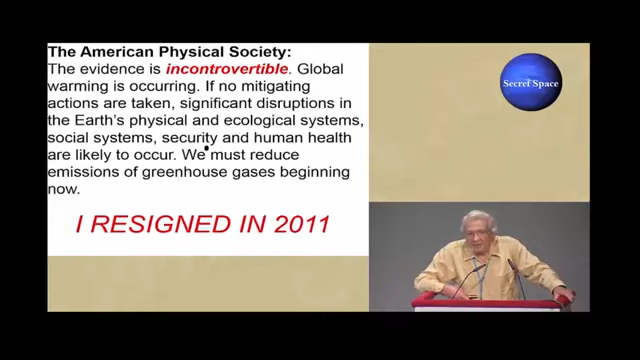 The American Physical Society:
The evidence is incontrovertible. Global
warming is occurring. If no mitigating
actions are taken, significant disruptions in
the Earth's physical and ecological systems,
social systems, security and human health
are likely to occur. We must reduce
emissions of greenhouse gases beginning
now.
I RESIGNED IN 2011
Secret Space